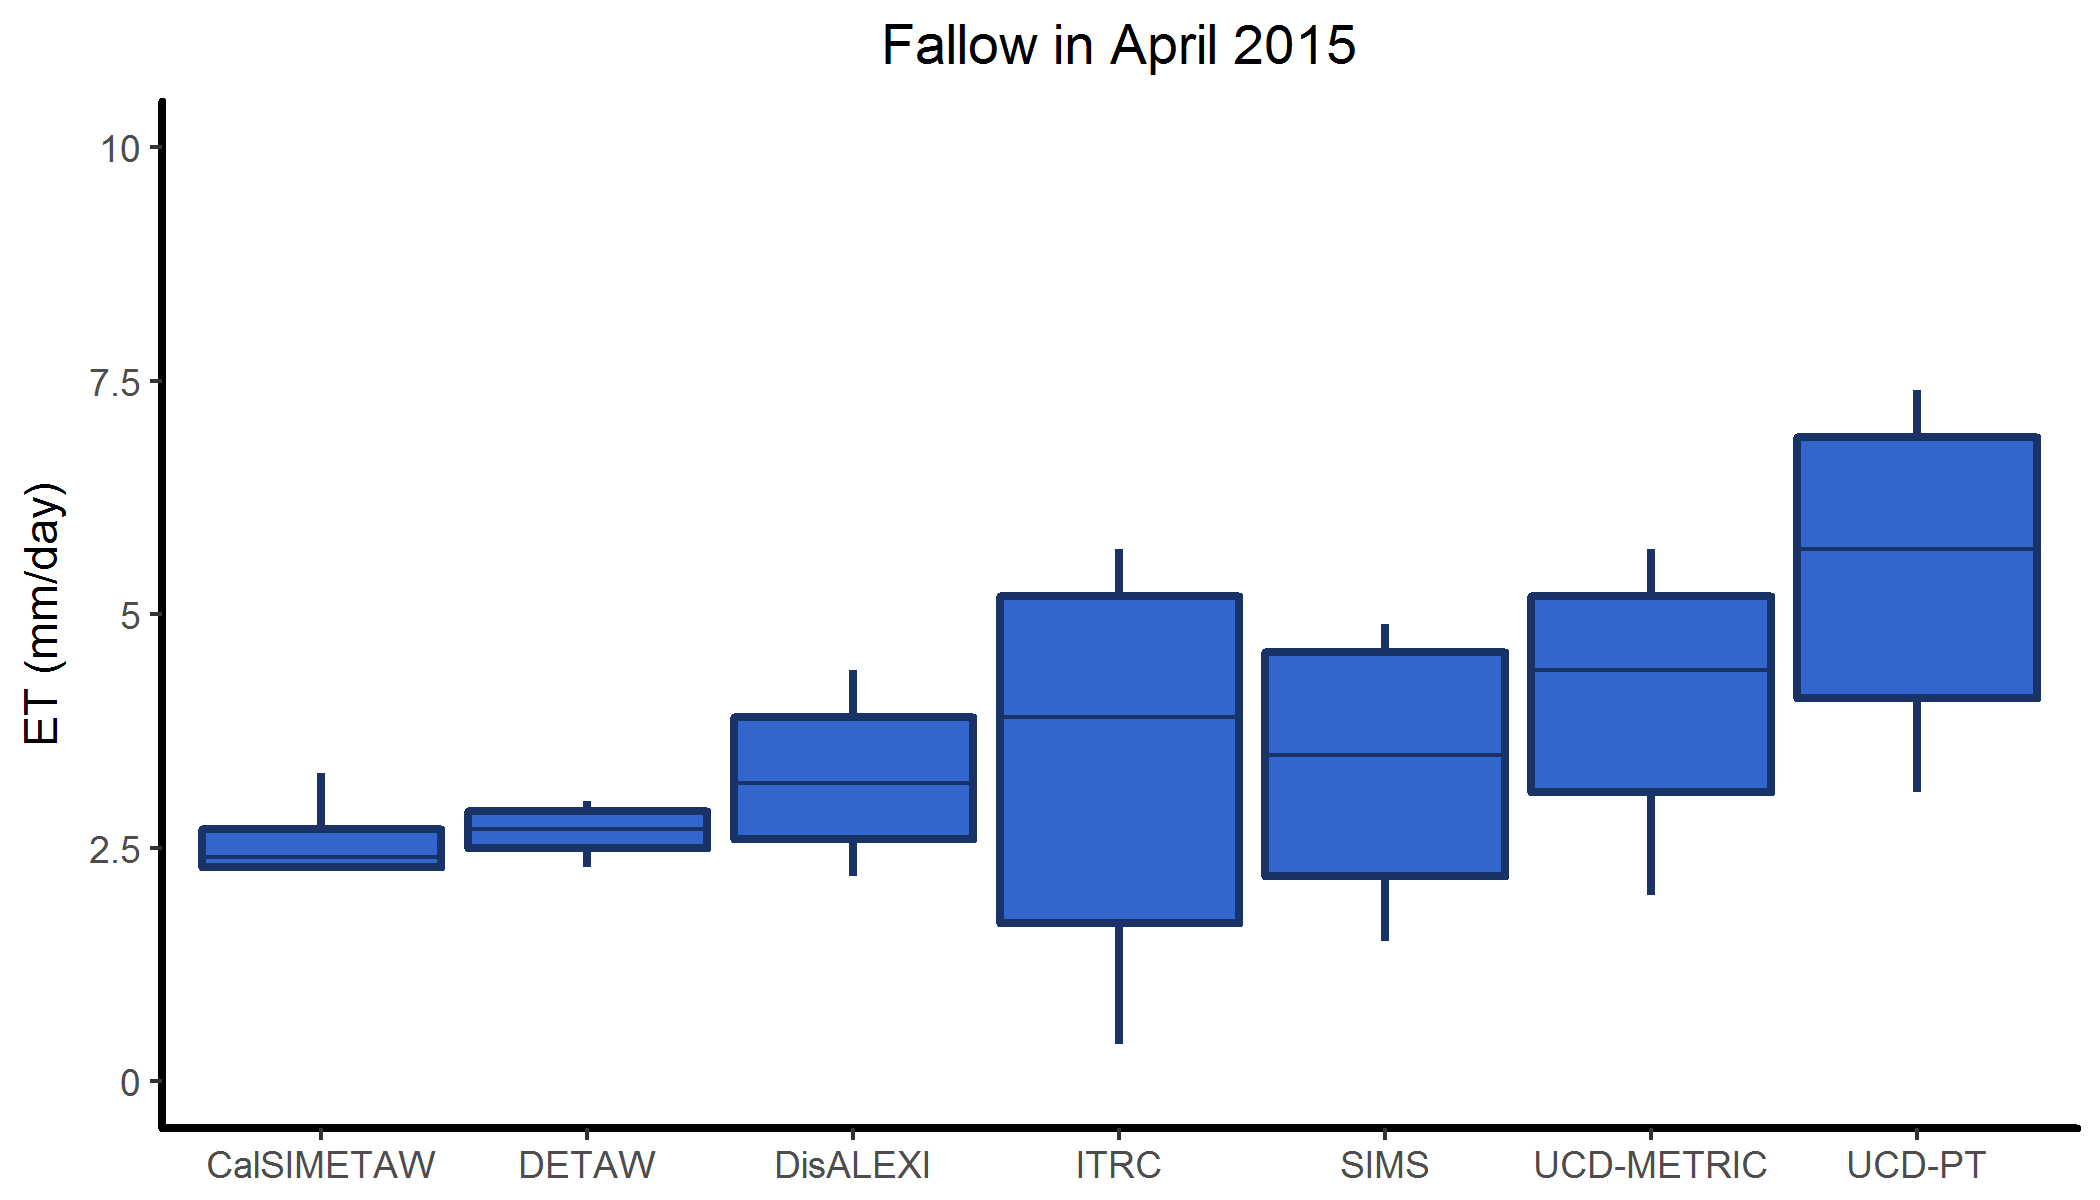 Fallow in April 2015
ET (mm/day)
10
7.5
5
2.5
0
CalSIMETAW DETAW DisALEXI ITRC SIMS UCD-METRIC UCD-PT